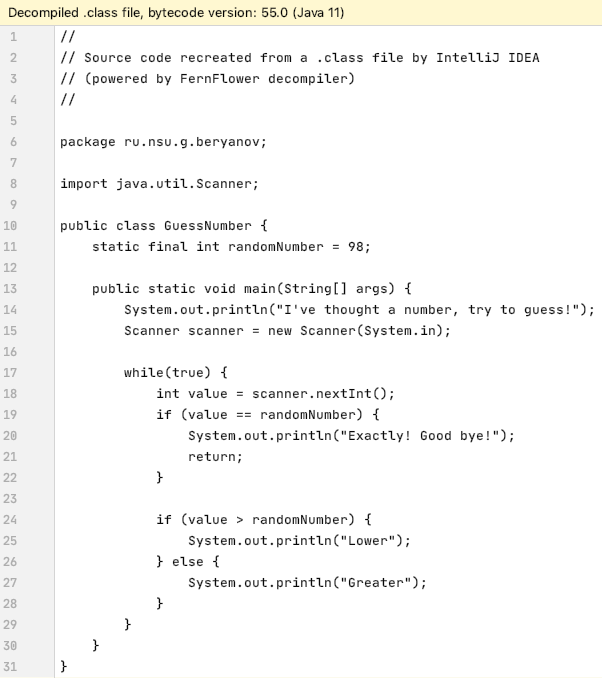 Decompiled .class file, bytecode version: 55.0 (Java 11)
1 //
2 // Source code recreated from a .class file by IntelliJ IDEA
3 // (powered by FernFlower decompiler)
4 //
5
6 package ru.nsu.g.beryanov;
7
8 import java.util.Scanner;
9
10 public class GuessNumber {
11     static final int randomNumber = 98;
12
13     public static void main(String[] args) {
14         System.out.println("I've thought a number, try to guess!");
15         Scanner scanner = new Scanner(System.in);
16
17         while(true) {
18             int value = scanner.nextInt();
19             if (value == randomNumber) {
20                 System.out.println("Exactly! Good bye!");
21                 return;
22             }
23
24             if (value > randomNumber) {
25                 System.out.println("Lower");
26             } else {
27                 System.out.println("Greater");
28             }
29         }
30     }
31 }